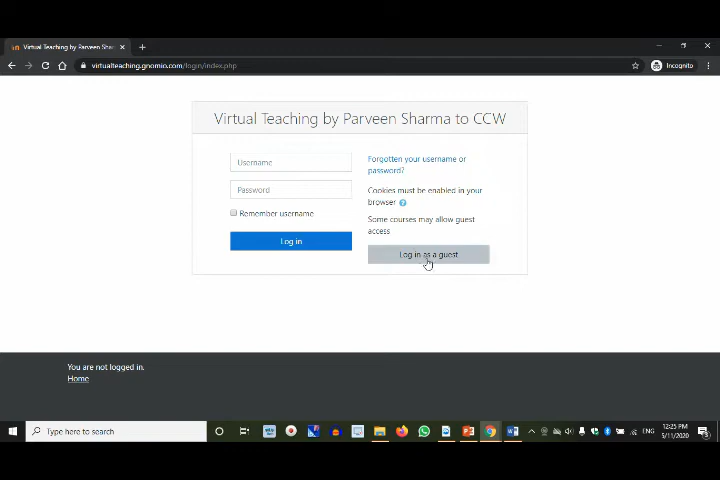 Virtual Teaching by Parveen Shar
virtualteaching.gnomio.com/login/index.php
Incognito
Virtual Teaching by Parveen Sharma to CCW
Username
Password
Remember username
Log in
Forgotten your username or
password?
Cookies must be enabled in your
browser
Some courses may allow guest
access
Log in as a guest
You are not logged in.
Home
Type here to search
ENG
12:25 PM
5/11/2020